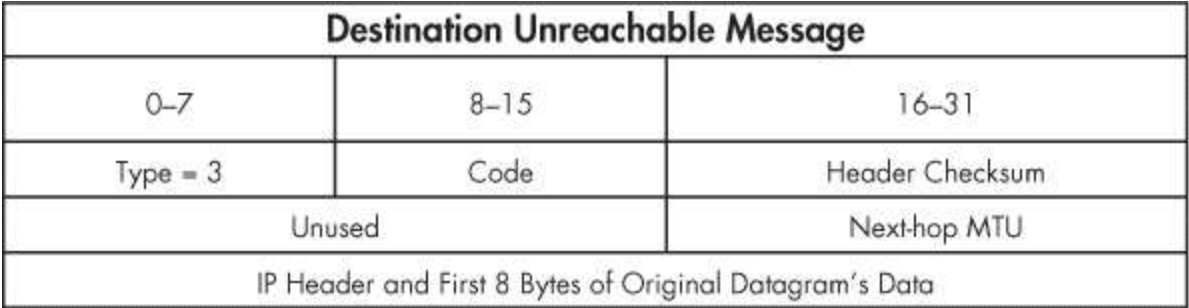 Destination Unreachable Message
0–7 8–15 16–31
Type = 3 Code Header Checksum
Unused Next-hop MTU
IP Header and First 8 Bytes of Original Datagram's Data